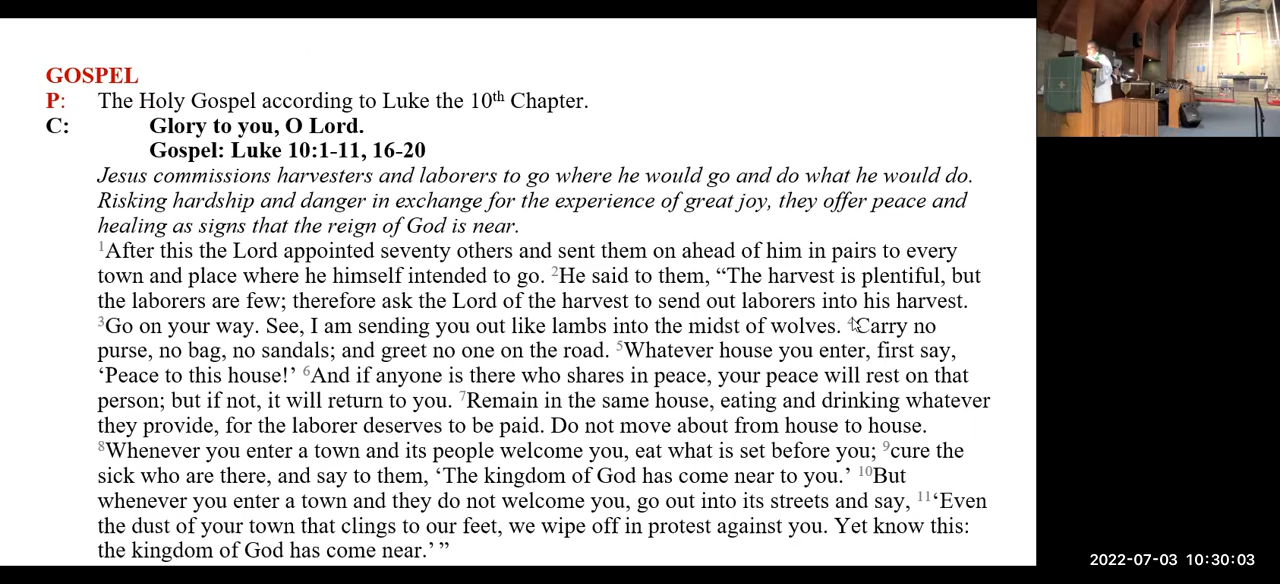 GOSPEL
P: The Holy Gospel according to Luke the 10th Chapter.
C: Glory to you, O Lord.
Gospel: Luke 10:1-11, 16-20
Jesus commissions harvesters and laborers to go where he would go and do what he would do.
Risking hardship and danger in exchange for the experience of great joy, they offer peace and
healing as signs that the reign of God is near.
1After this the Lord appointed seventy others and sent them on ahead of him in pairs to every
town and place where he himself intended to go. 2He said to them, “The harvest is plentiful, but
the laborers are few; therefore ask the Lord of the harvest to send out laborers into his harvest.
3Go on your way. See, I am sending you out like lambs into the midst of wolves. 4Carry no
purse, no bag, no sandals; and greet no one on the road. 5Whatever house you enter, first say,
‘Peace to this house!’ 6And if anyone is there who shares in peace, your peace will rest on that
person; but if not, it will return to you. 7Remain in the same house, eating and drinking whatever
they provide, for the laborer deserves to be paid. Do not move about from house to house.
8Whenever you enter a town and its people welcome you, eat what is set before you; 9cure the
sick who are there, and say to them, ‘The kingdom of God has come near to you.’ 10But
whenever you enter a town and they do not welcome you, go out into its streets and say, 11‘Even
the dust of your town that clings to our feet, we wipe off in protest against you. Yet know this:
the kingdom of God has come near.’ ”
2022-07-03 10:30:03